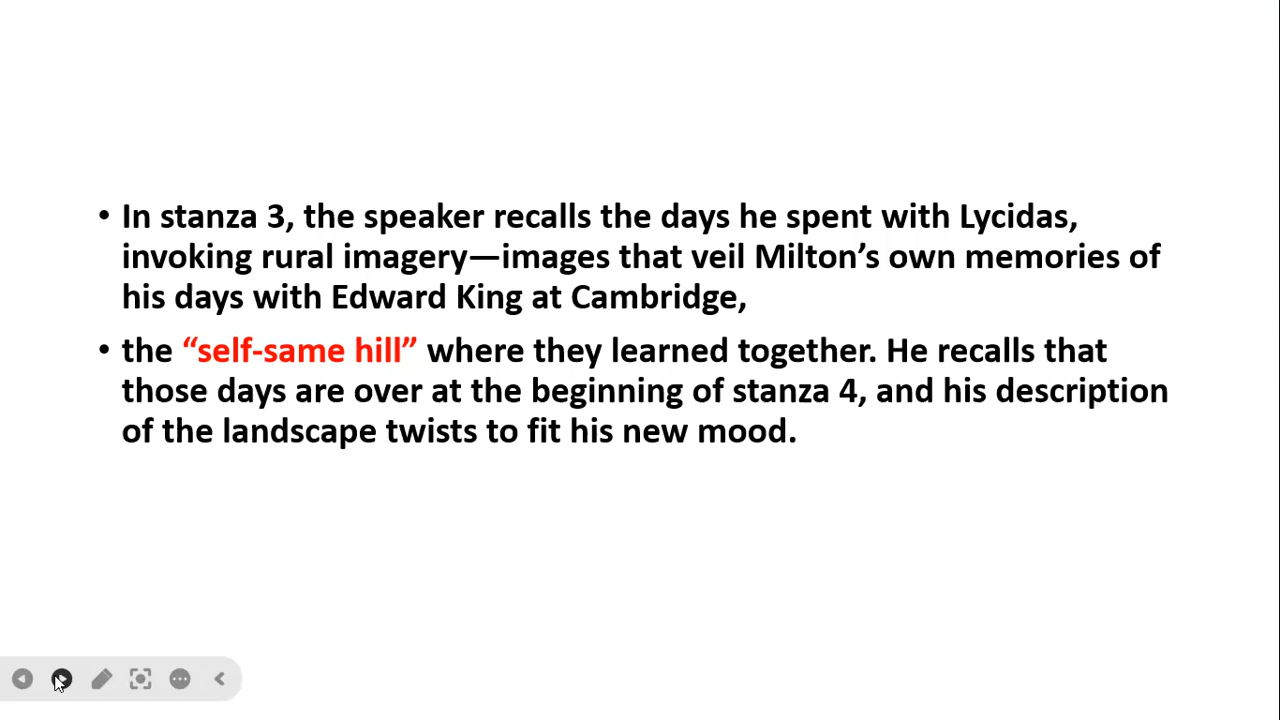 • In stanza 3, the speaker recalls the days he spent with Lycidas,
invoking rural imagery—images that veil Milton’s own memories of
his days with Edward King at Cambridge,
• the “self-same hill” where they learned together. He recalls that
those days are over at the beginning of stanza 4, and his description
of the landscape twists to fit his new mood.